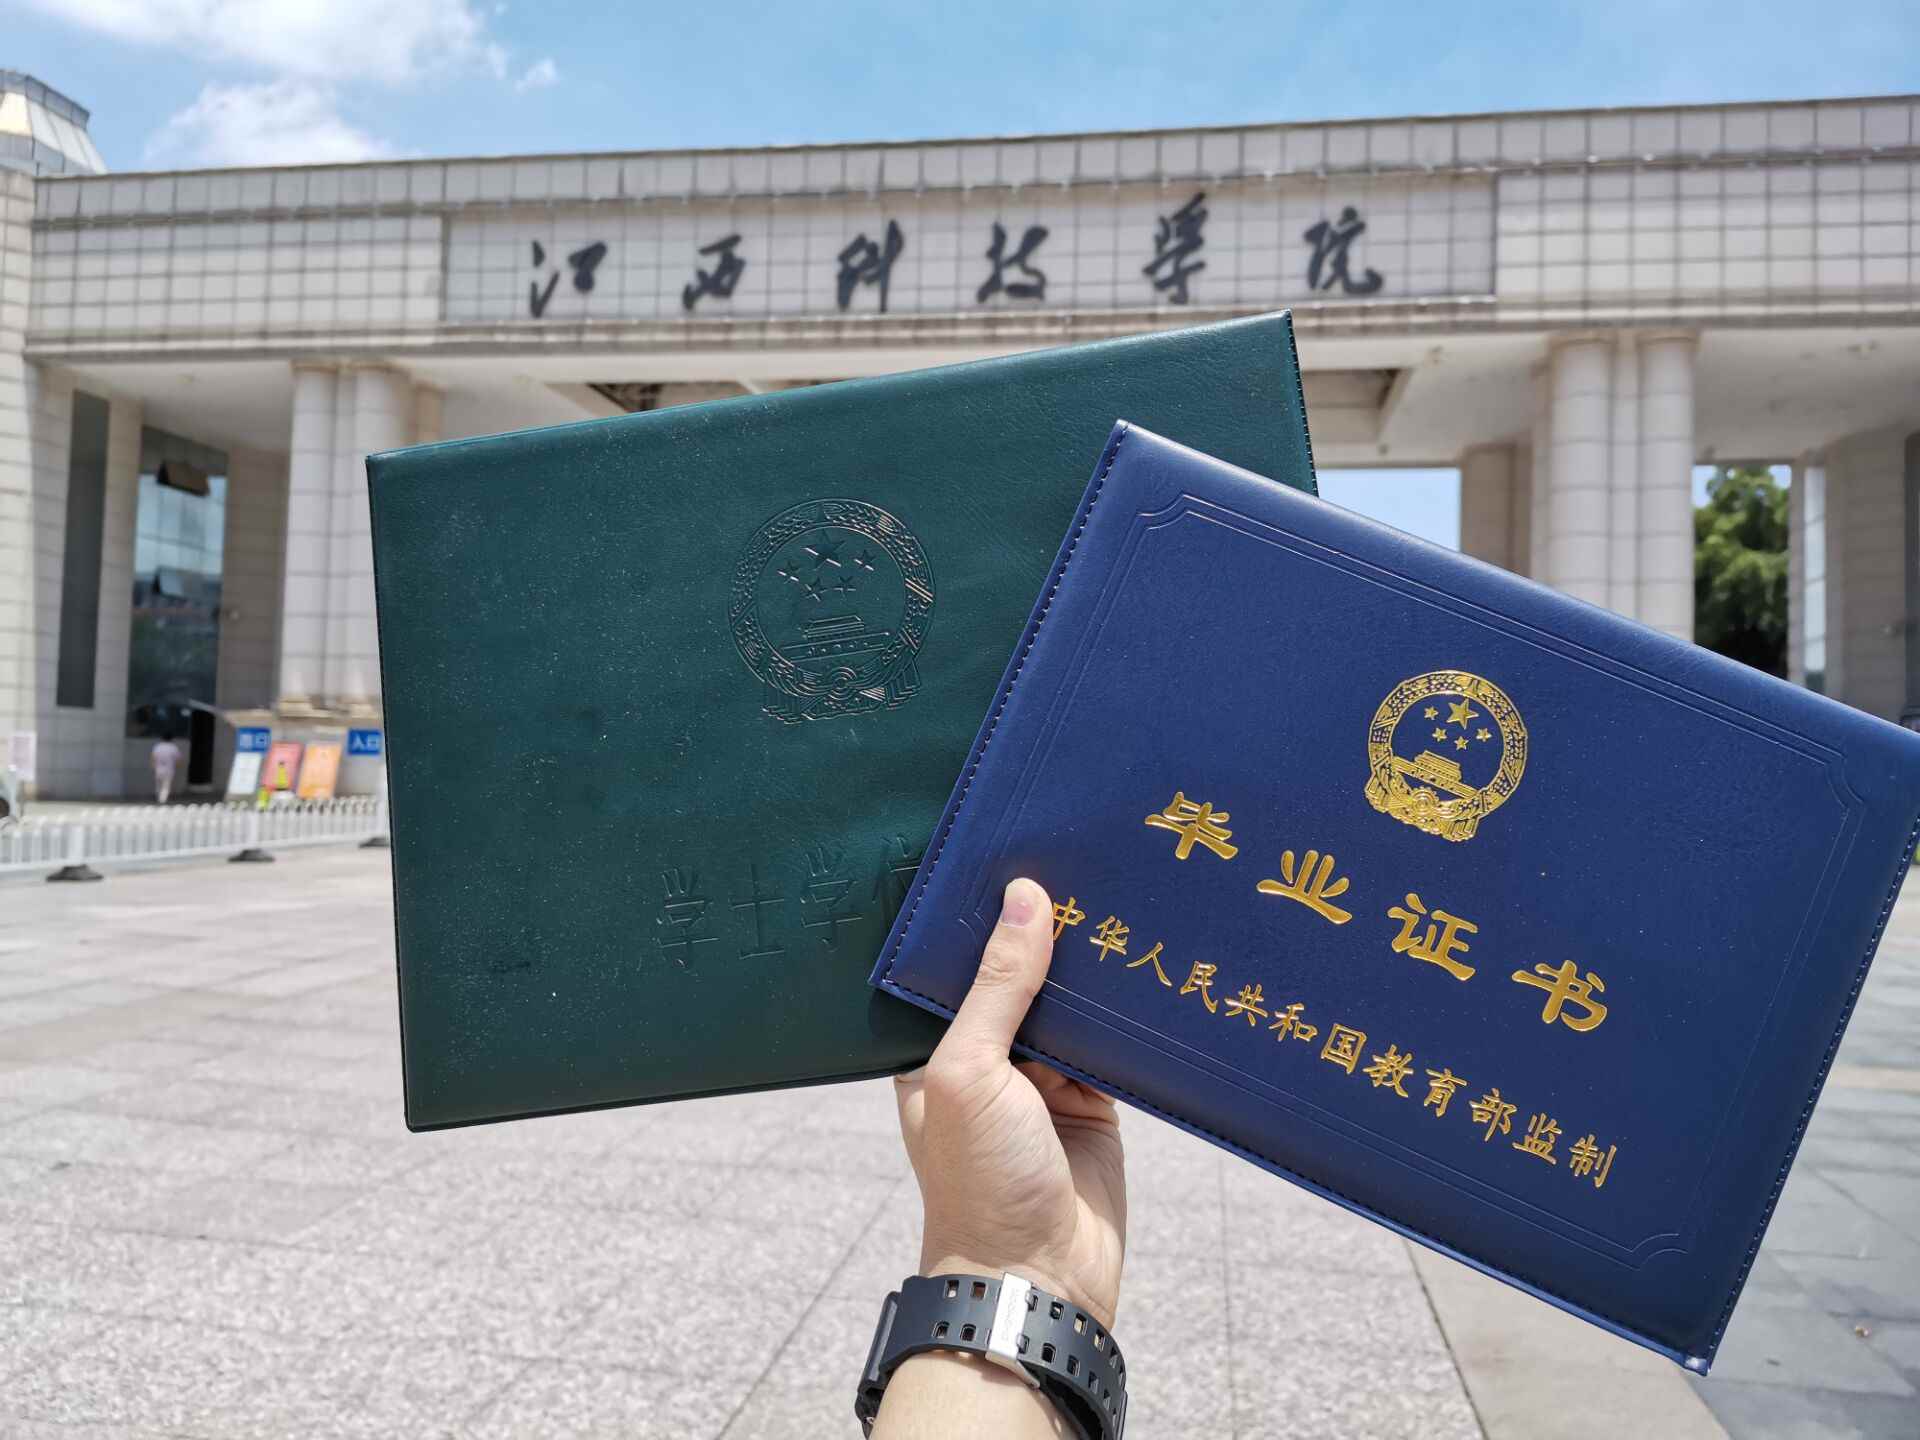 江西科技学院
出口
入口
学士学位
毕业证书
中华人民共和国教育部监制